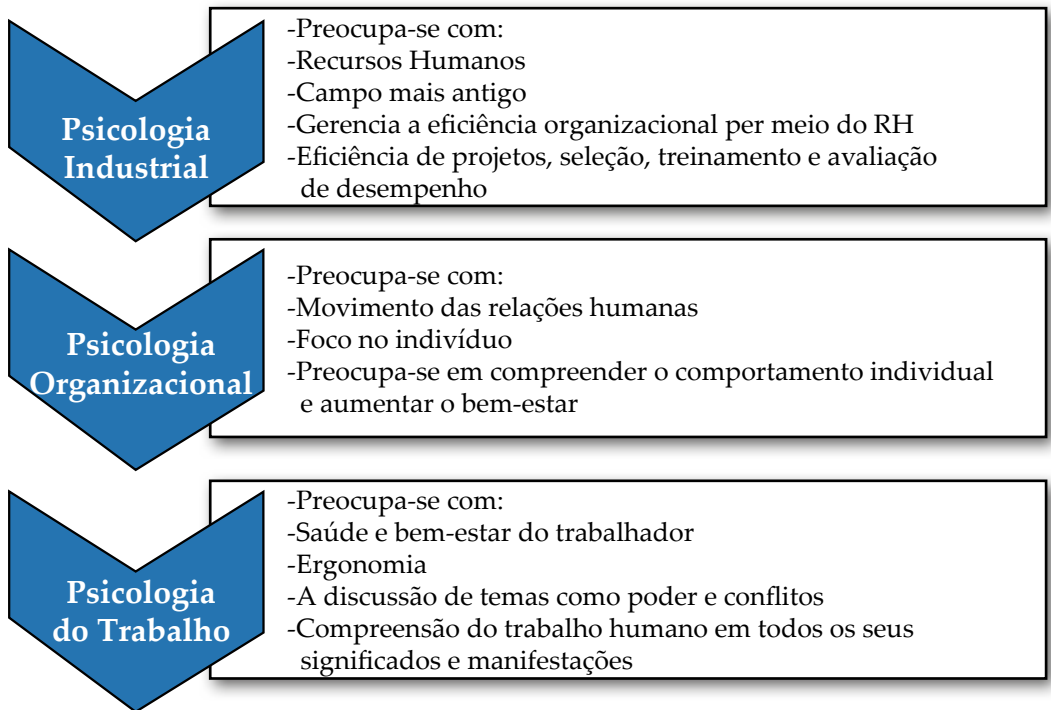 Psicologia
Industrial
-Preocupa-se com:
-Recursos Humanos
-Campo mais antigo
-Gerencia a eficiência organizacional per meio do RH
-Eficiência de projetos, seleção, treinamento e avaliação
de desempenho
Psicologia
Organizacional
-Preocupa-se com:
-Movimento das relações humanas
-Foco no indivíduo
-Preocupa-se em compreender o comportamento individual
e aumentar o bem-estar
Psicologia
do Trabalho
-Preocupa-se com:
-Saúde e bem-estar do trabalhador
-Ergonomia
-A discussão de temas como poder e conflitos
-Compreensão do trabalho humano em todos os seus
significados e manifestações